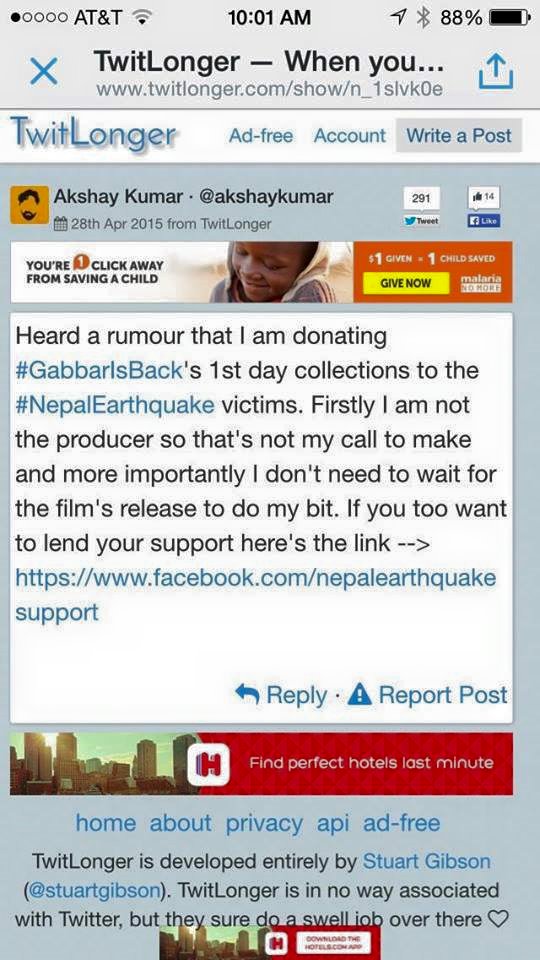 AT&T 10:01 AM 88%
TwitLonger — When you...
www.twitlonger.com/show/n_1slvk0e
TwitLonger Ad-free Account Write a Post
Akshay Kumar · @akshaykumar
28th Apr 2015 from TwitLonger
291
Tweet
14
Like
YOU'RE 1 CLICK AWAY
FROM SAVING A CHILD
$1 GIVEN = 1 CHILD SAVED
GIVE NOW
malaria
NO MORE
Heard a rumour that I am donating
#GabbarIsBack's 1st day collections to the
#NepalEarthquake victims. Firstly I am not
the producer so that's not my call to make
and more importantly I don't need to wait for
the film's release to do my bit. If you too want
to lend your support here's the link -->
https://www.facebook.com/nepalearthquake
support
Reply · Report Post
H Find perfect hotels last minute
home about privacy api ad-free
TwitLonger is developed entirely by Stuart Gibson
(@stuartgibson). TwitLonger is in no way associated
with Twitter, but they sure do a swell job over there ♡
H
DOWNLOAD THE
HOTELS.COM APP